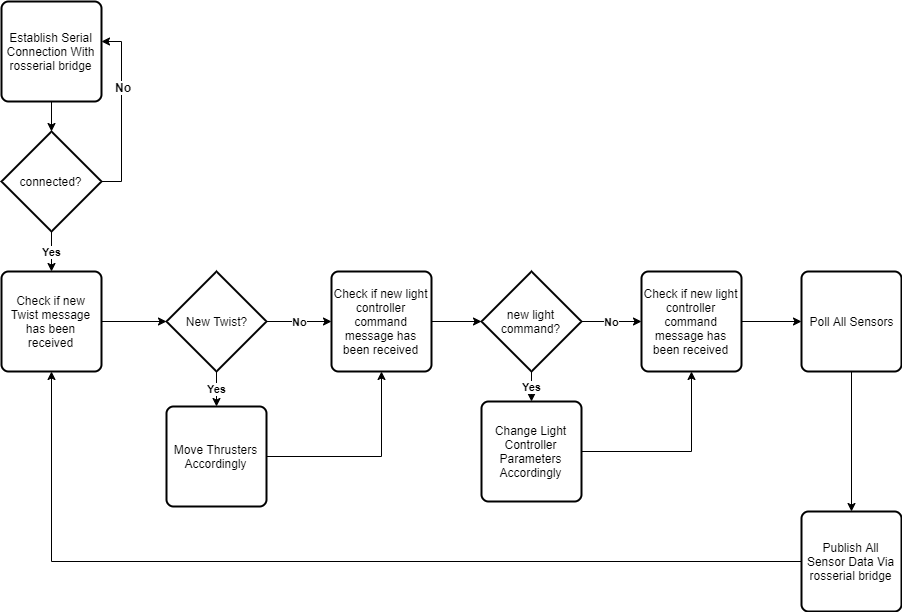 Establish Serial
Connection With
rosserial bridge
No
connected?
Yes
Check if new
Twist message
has been
received
New Twist?
No
Check if new light
controller
command
message has
been received
new light
command?
No
Check if new light
controller
command
message has
been received
Poll All Sensors
Yes
Move Thrusters
Accordingly
Yes
Change Light
Controller
Parameters
Accordingly
Publish All
Sensor Data Via
rosserial bridge